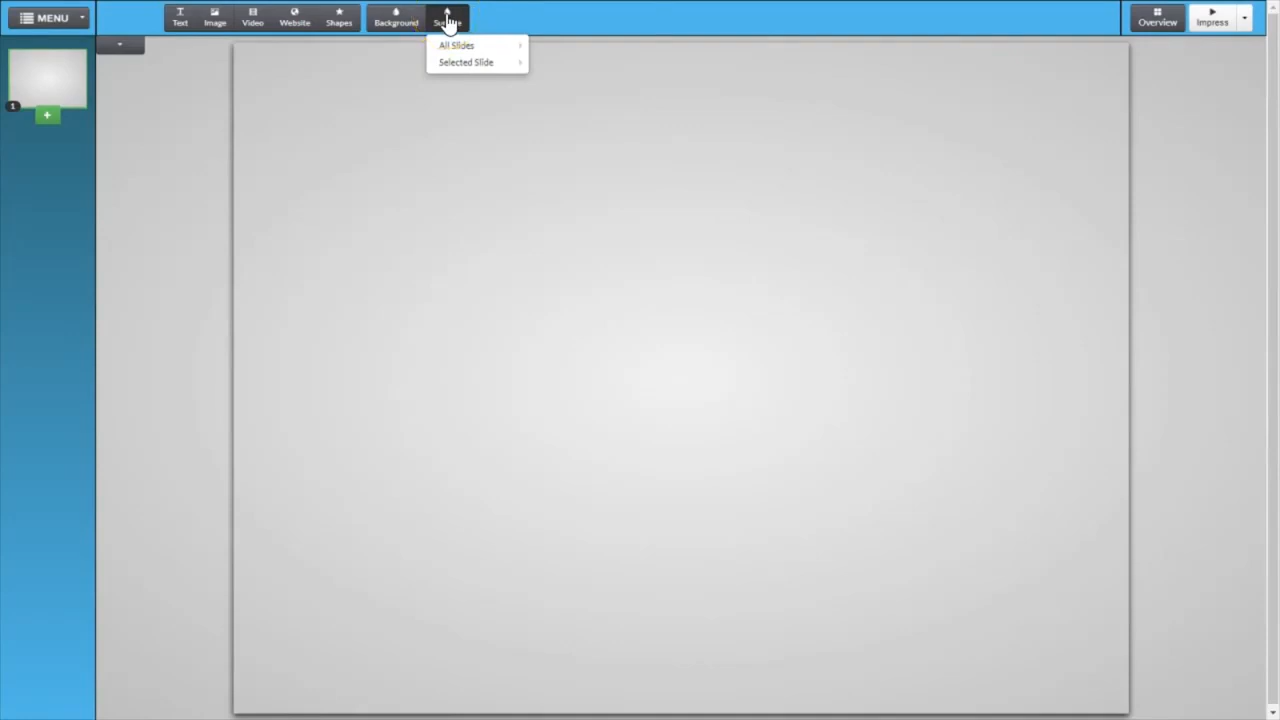 MENU
Text Image Video Website Shapes Background Overview Impress
All Slides
Selected Slide
1